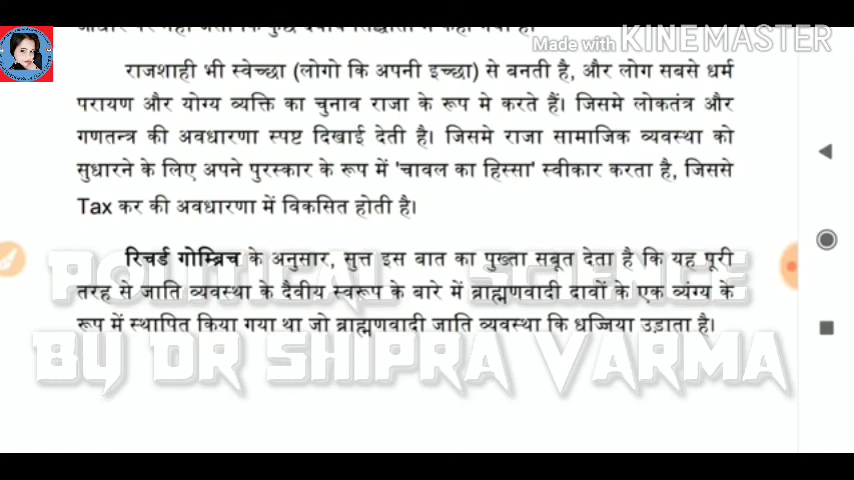 Made with KINEMASTER
राजशाही भी स्वेच्छा (लोगो कि अपनी इच्छा) से बनती है, और लोग सबसे धर्म
परायण और योग्य व्यक्ति का चुनाव राजा के रूप मे करते हैं। जिसमे लोकतंत्र और
गणतन्त्र की अवधारणा स्पष्ट दिखाई देती है। जिसमे राजा सामाजिक व्यवस्था को
सुधारने के लिए अपने पुरस्कार के रूप में 'चावल का हिस्सा' स्वीकार करता है, जिससे
Tax कर की अवधारणा में विकसित होती है।
रिचर्ड गोम्ब्रिच के अनुसार, सुत्त इस बात का पुख्ता सबूत देता है कि यह पूरी
तरह से जाति व्यवस्था के दैवीय स्वरूप के बारे में ब्राह्मणवादी दावों के एक व्यंग्य के
रूप में स्थापित किया गया था जो ब्राह्मणवादी जाति व्यवस्था कि धज्जिया उड़ाता है।
POLITICAL SCIENCE
BY DR SHIPRA VARMA